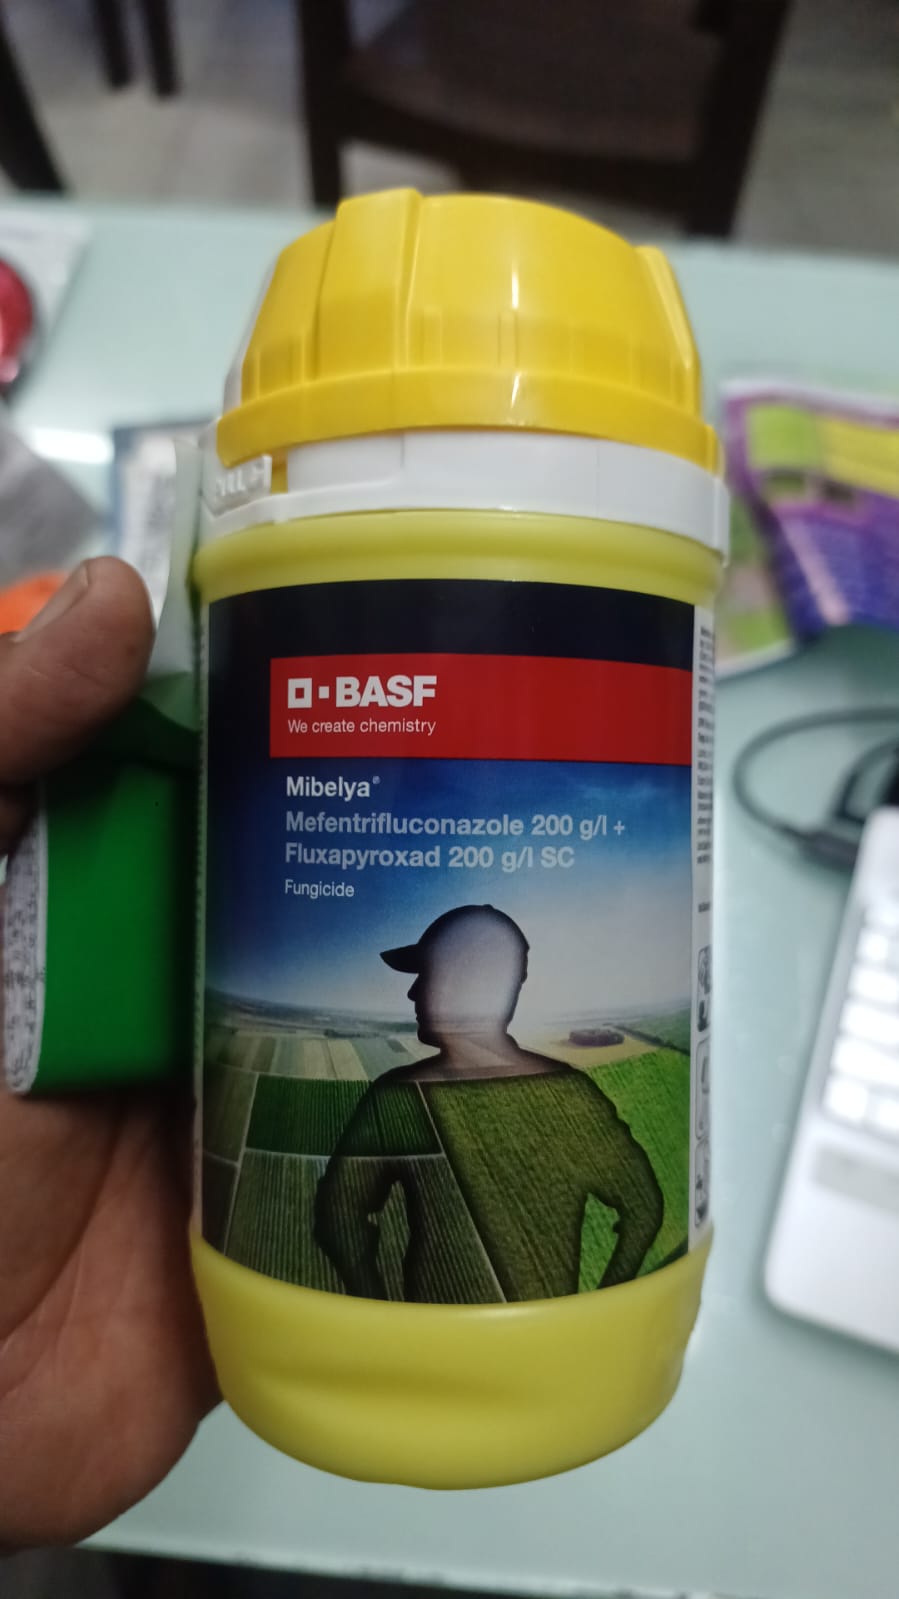 BASF
We create chemistry
Mibelya®
Mefentrifluconazole 200 g/l +
Fluxapyroxad 200 g/l SC
Fungicide